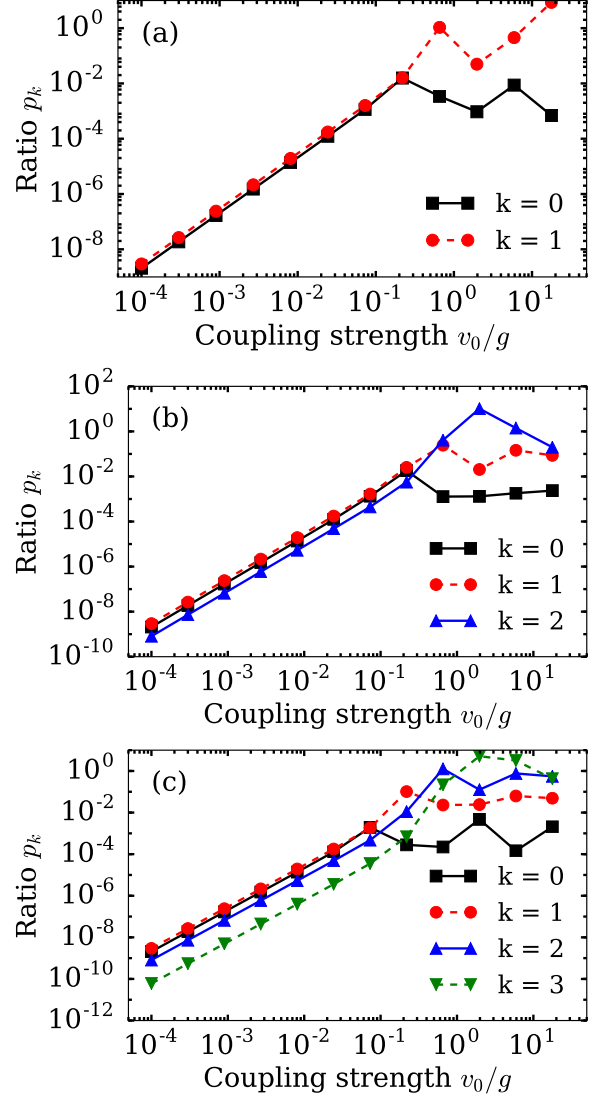 (a)
Ratio p_k
10^0
10^-2
10^-4
10^-6
10^-8
k = 0
k = 1
10^-4 10^-3 10^-2 10^-1 10^0 10^1
Coupling strength v_0/g
(b)
Ratio p_k
10^2
10^0
10^-2
10^-4
10^-6
10^-8
10^-10
k = 0
k = 1
k = 2
10^-4 10^-3 10^-2 10^-1 10^0 10^1
Coupling strength v_0/g
(c)
Ratio p_k
10^0
10^-2
10^-4
10^-6
10^-8
10^-10
10^-12
k = 0
k = 1
k = 2
k = 3
10^-4 10^-3 10^-2 10^-1 10^0 10^1
Coupling strength v_0/g